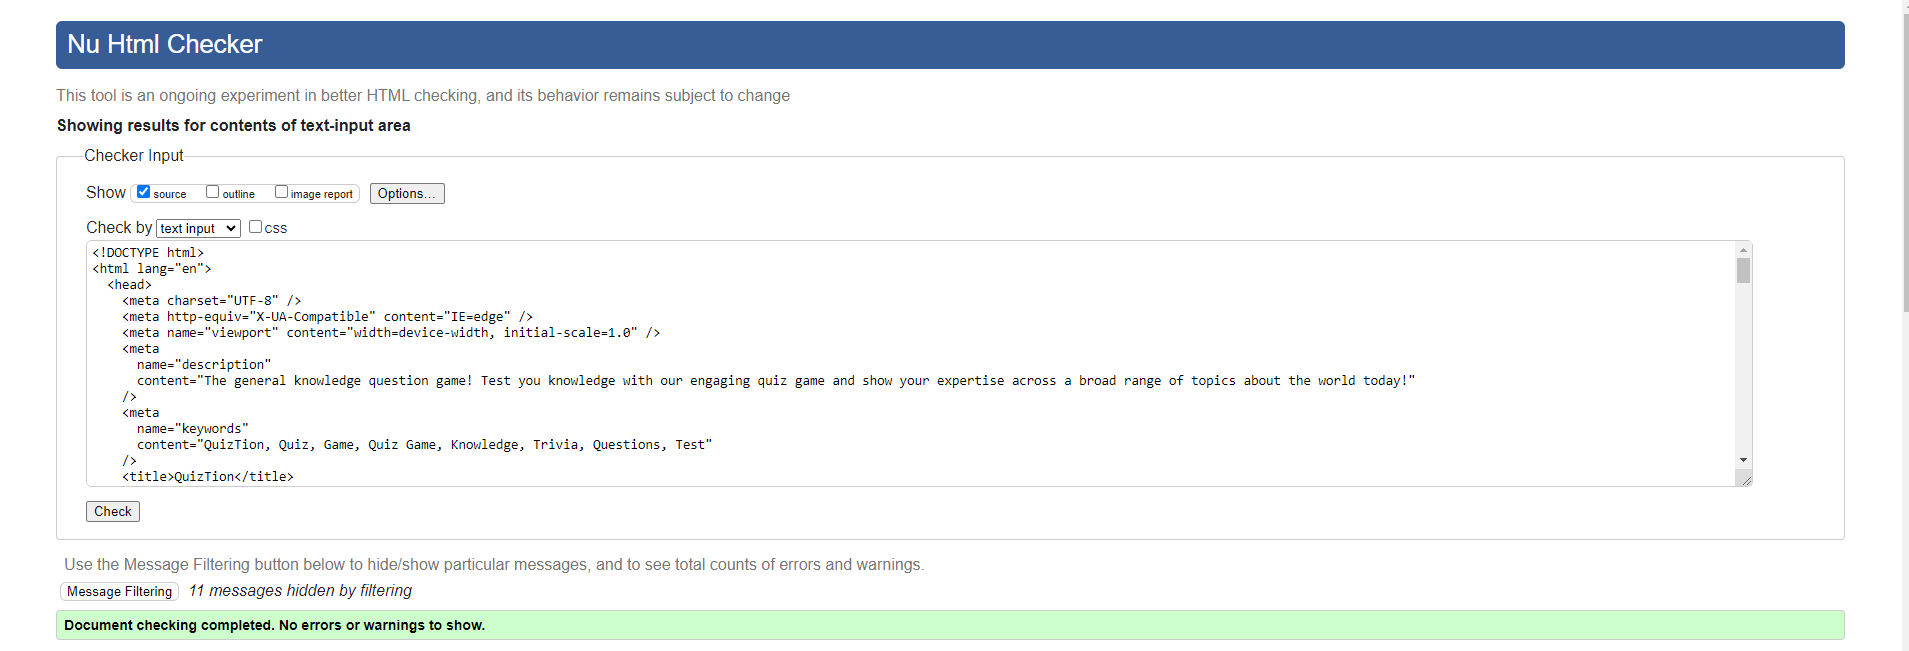 Nu Html Checker
This tool is an ongoing experiment in better HTML checking, and its behavior remains subject to change
Showing results for contents of text-input area
Checker Input
Show source outline image report Options...
Check by text input css
<!DOCTYPE html>
<html lang="en">
  <head>
    <meta charset="UTF-8" />
    <meta http-equiv="X-UA-Compatible" content="IE=edge" />
    <meta name="viewport" content="width=device-width, initial-scale=1.0" />
    <meta
      name="description"
      content="The general knowledge question game! Test you knowledge with our engaging quiz game and show your expertise across a broad range of topics about the world today!"
    />
    <meta
      name="keywords"
      content="QuizTion, Quiz, Game, Quiz Game, Knowledge, Trivia, Questions, Test"
    />
    <title>QuizTion</title>
Check
Use the Message Filtering button below to hide/show particular messages, and to see total counts of errors and warnings.
Message Filtering 11 messages hidden by filtering
Document checking completed. No errors or warnings to show.